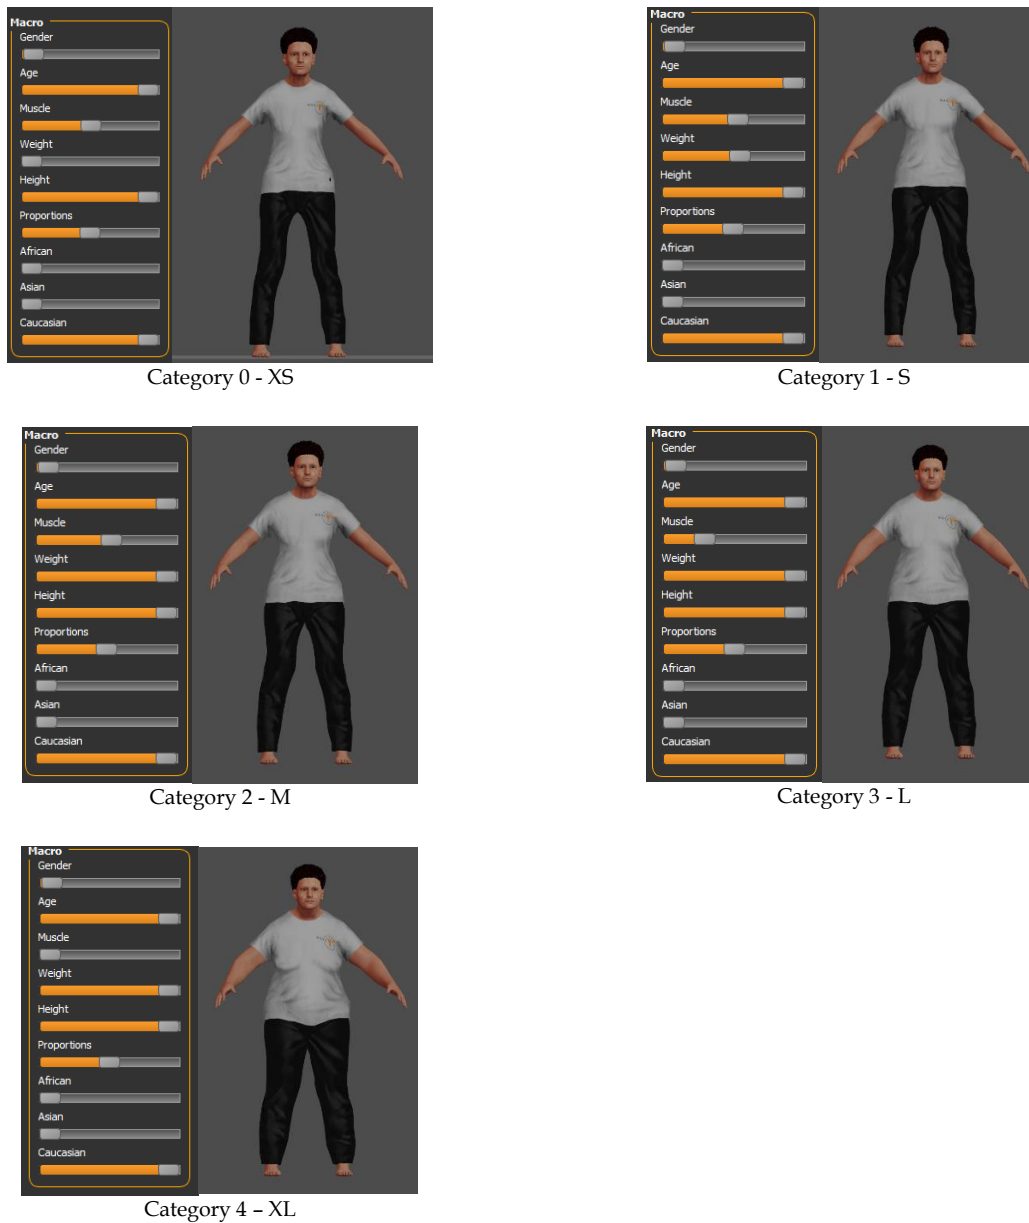 Macro
Gender
Age
Muscle
Weight
Height
Proportions
African
Asian
Caucasian
Category 0 - XS
Macro
Gender
Age
Muscle
Weight
Height
Proportions
African
Asian
Caucasian
Category 1 - S
Macro
Gender
Age
Muscle
Weight
Height
Proportions
African
Asian
Caucasian
Category 2 - M
Macro
Gender
Age
Muscle
Weight
Height
Proportions
African
Asian
Caucasian
Category 3 - L
Macro
Gender
Age
Muscle
Weight
Height
Proportions
African
Asian
Caucasian
Category 4 – XL